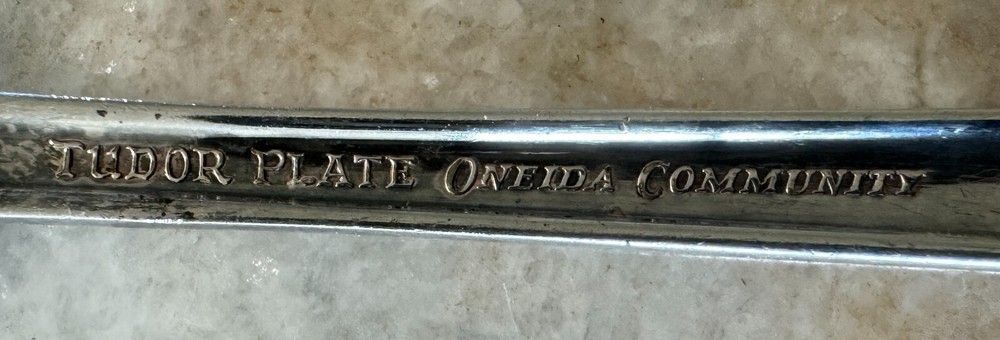 TUDOR PLATE ONEIDA COMMUNITY